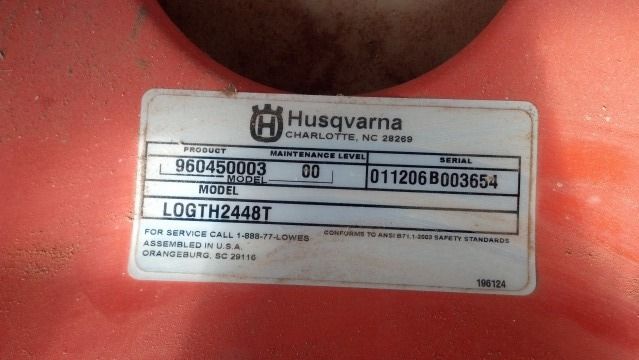 Husqvarna
CHARLOTTE, NC 28269
PRODUCT MAINTENANCE LEVEL SERIAL
960450003 00 011206B003654
MODEL
MODEL
LOGTH2448T
FOR SERVICE CALL 1-888-77-LOWES CONFORMS TO ANSI B71.1-2003 SAFETY STANDARDS
ASSEMBLED IN U.S.A.
ORANGEBURG, SC 29116
196124